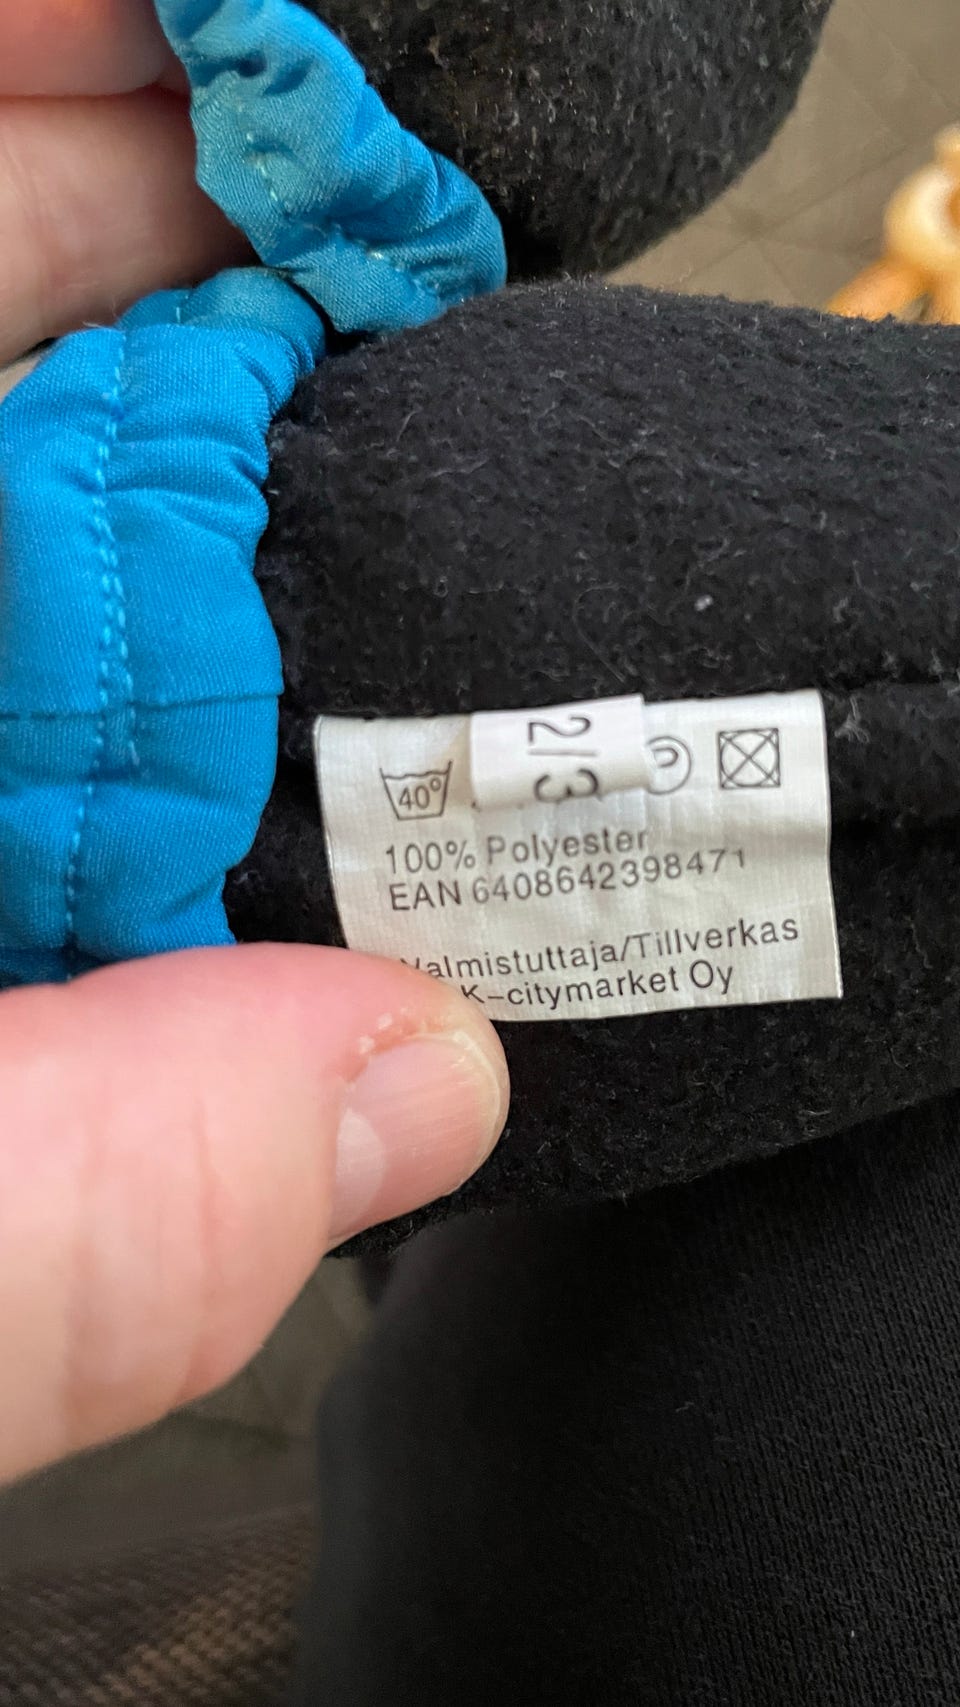 2/3
40°
100% Polyester
EAN 6408642398471
Valmistuttaja/Tillverkas
K-citymarket Oy